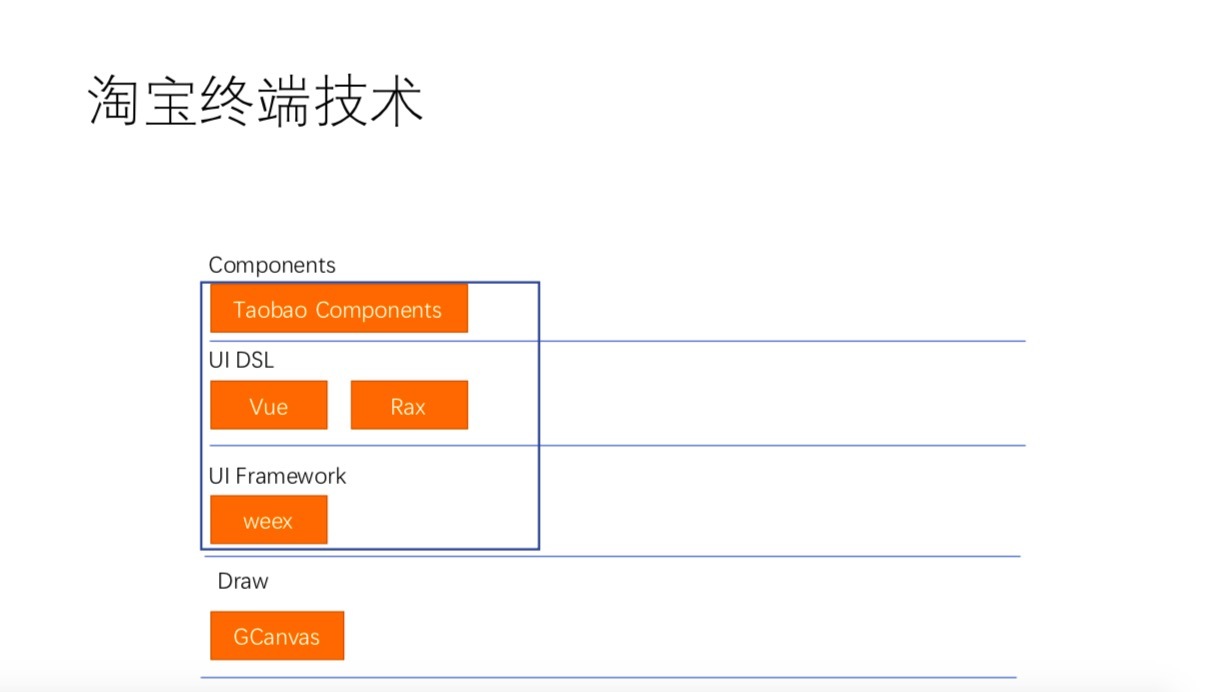 淘宝终端技术
Components
Taobao Components
UI DSL
Vue Rax
UI Framework
weex
Draw
GCanvas